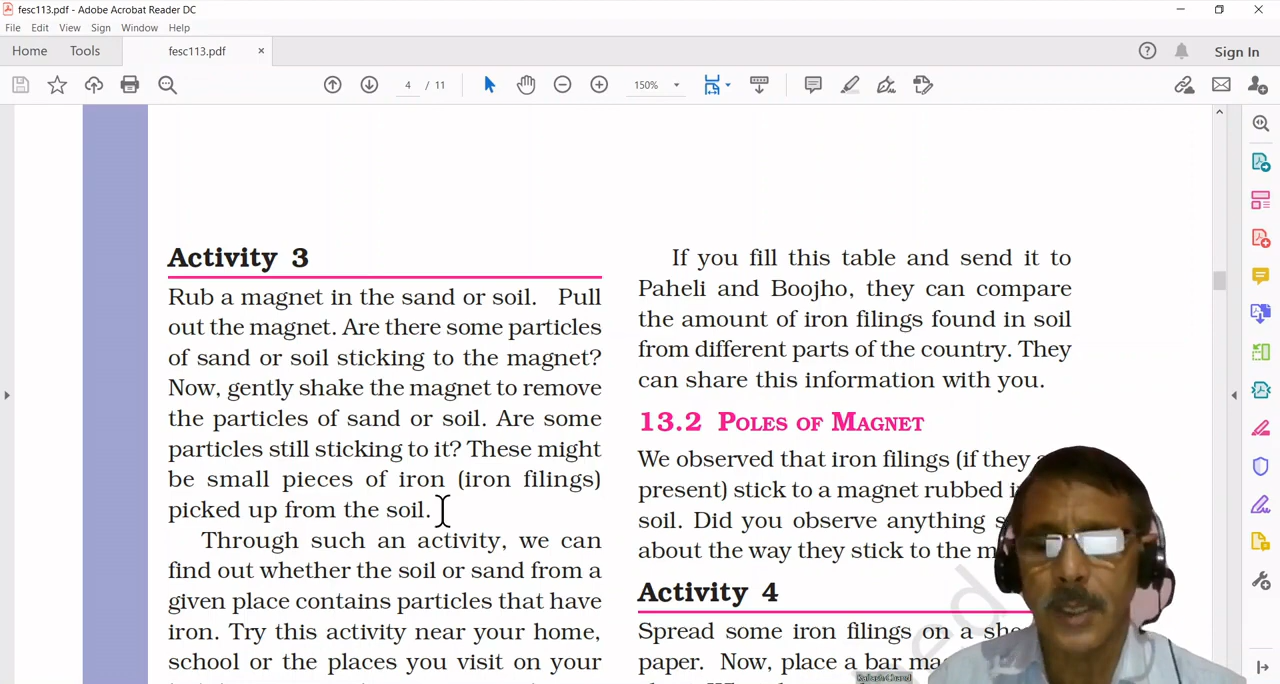 fesc113.pdf - Adobe Acrobat Reader DC
File Edit View Sign Window Help
Home Tools fesc113.pdf × Sign In
4 / 11 150%
Activity 3
Rub a magnet in the sand or soil. Pull
out the magnet. Are there some particles
of sand or soil sticking to the magnet?
Now, gently shake the magnet to remove
the particles of sand or soil. Are some
particles still sticking to it? These might
be small pieces of iron (iron filings)
picked up from the soil.
Through such an activity, we can
find out whether the soil or sand from a
given place contains particles that have
iron. Try this activity near your home,
school or the places you visit on your
If you fill this table and send it to
Paheli and Boojho, they can compare
the amount of iron filings found in soil
from different parts of the country. They
can share this information with you.
13.2 POLES OF MAGNET
We observed that iron filings (if they
present) stick to a magnet rubbed
soil. Did you observe anything
about the way they stick to the
Activity 4
Spread some iron filings on a
paper. Now, place a bar
Kailash Chand